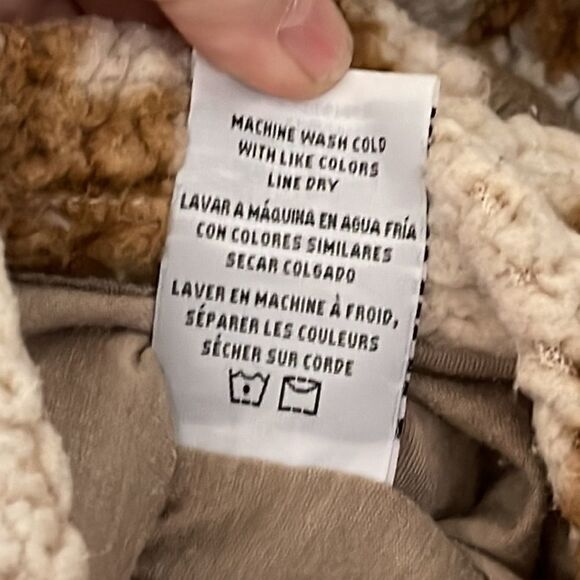 MACHINE WASH COLD
WITH LIKE COLORS
LINE DRY
LAVAR A MÁQUINA EN AGUA FRÍA
CON COLORES SIMILARES
SECAR COLGADO
LAVER EN MACHINE À FROID,
SÉPARER LES COULEURS
SÉCHER SUR CORDE